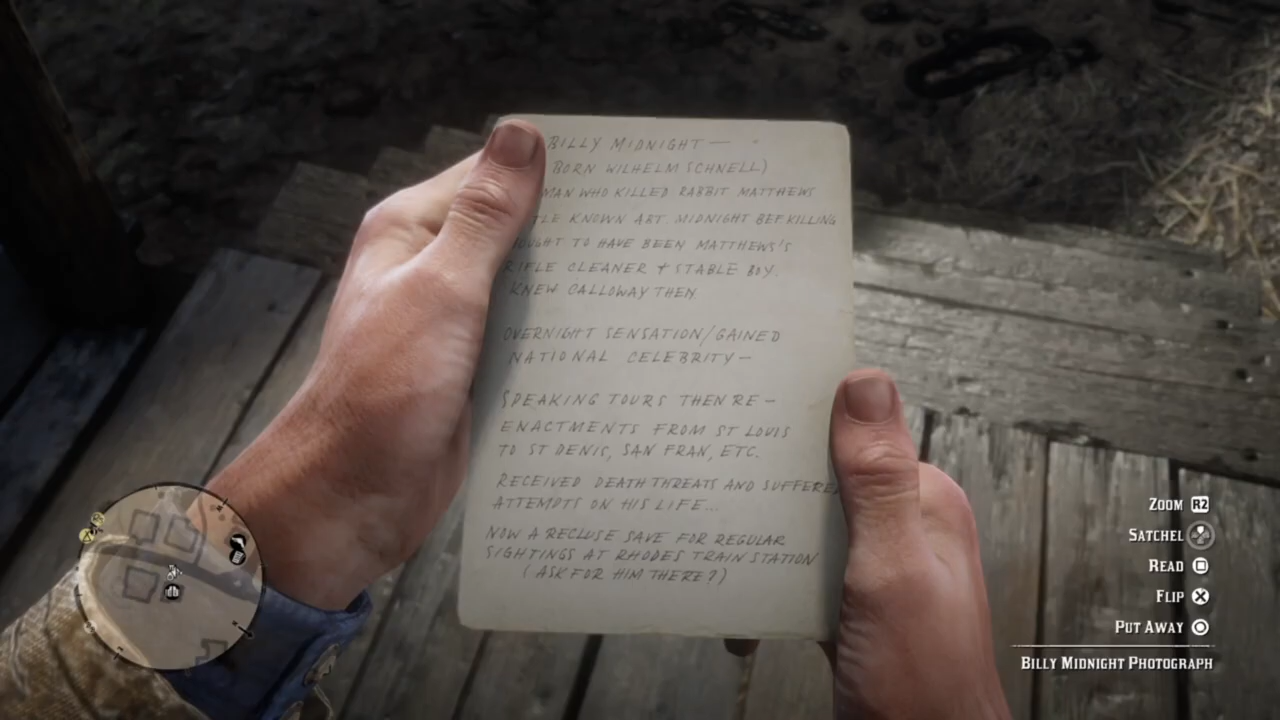 BILLY MIDNIGHT —
BORN WILHELM SCHNELL)
MAN WHO KILLED RABBIT MATTHEWS
TLE KNOWN ABT. MIDNIGHT BEF. KILLING
OUGHT TO HAVE BEEN MATTHEWS'S
RIFLE CLEANER & STABLE BOY.
KNEW CALLOWAY THEN.
OVERNIGHT SENSATION/GAINED
NATIONAL CELEBRITY —
SPEAKING TOURS THEN RE-
ENACTMENTS FROM ST LOUIS
TO ST DENIS, SAN FRAN, ETC.
RECEIVED DEATH THREATS AND SUFFERED
ATTEMPTS ON HIS LIFE...
NOW A RECLUSE SAVE FOR REGULAR
SIGHTINGS AT RHODES TRAIN STATION
(ASK FOR HIM THERE?)
ZOOM R2
SATCHEL
READ
FLIP
PUT AWAY
BILLY MIDNIGHT PHOTOGRAPH